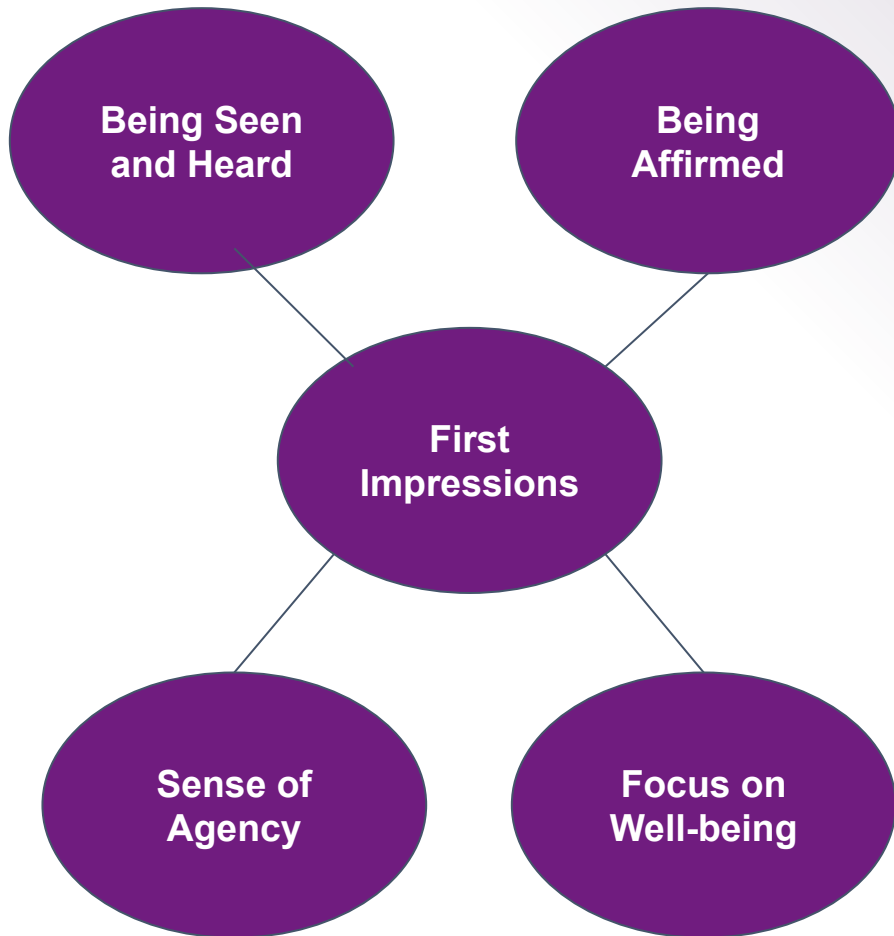 Being Seen
and Heard
Being
Affirmed
First
Impressions
Sense of
Agency
Focus on
Well-being